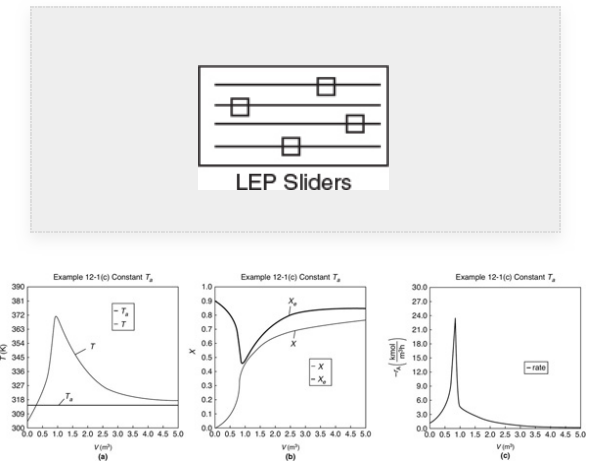 LEP Sliders
Example 12-1(c) Constant Tₐ
390
381
372
363
354
345
336
327
318
309
300
T (K)
Tₐ
T
T
Tₐ
0.0 0.5 1.0 1.5 2.0 2.5 3.0 3.5 4.0 4.5 5.0
V (m³)
(a)
Example 12-1(c) Constant Tₐ
1.0
0.9
0.8
0.7
0.6
0.5
0.4
0.3
0.2
0.1
0.0
X
Xₑ
X
X
Xₑ
0.0 0.5 1.0 1.5 2.0 2.5 3.0 3.5 4.0 4.5 5.0
V (m³)
(b)
Example 12-1(c) Constant Tₐ
30.0
27.0
24.0
21.0
18.0
15.0
12.0
9.0
6.0
3.0
0.0
–rₐ (kmol/m³h)
rate
0.0 0.5 1.0 1.5 2.0 2.5 3.0 3.5 4.0 4.5 5.0
V (m³)
(c)